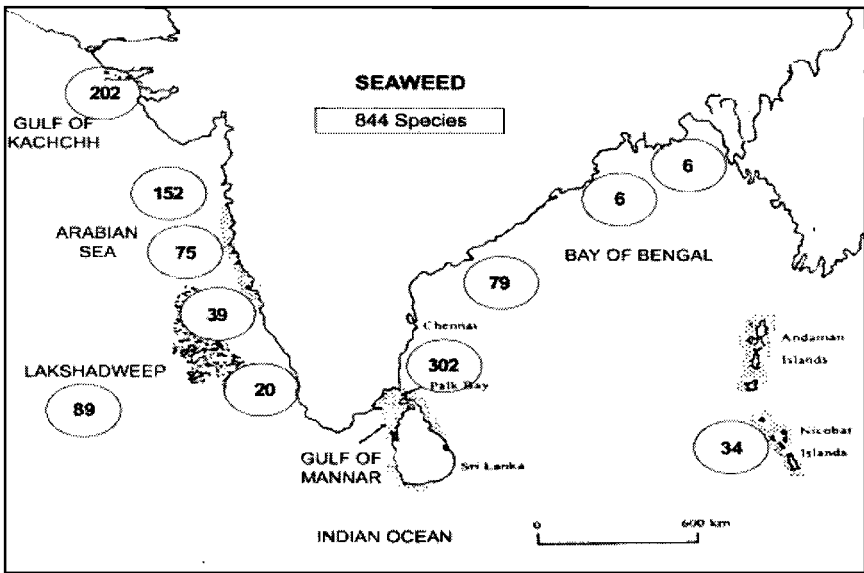 SEAWEED
844 Species
202
GULF OF
KACHCHH
6
152
6
ARABIAN
SEA
75
BAY OF BENGAL
79
39
Chennai
Andaman
Islands
302
LAKSHADWEEP
20
Palk Bay
89
Nicobar
Islands
34
GULF OF
MANNAR
Sri Lanka
INDIAN OCEAN
0
600 km